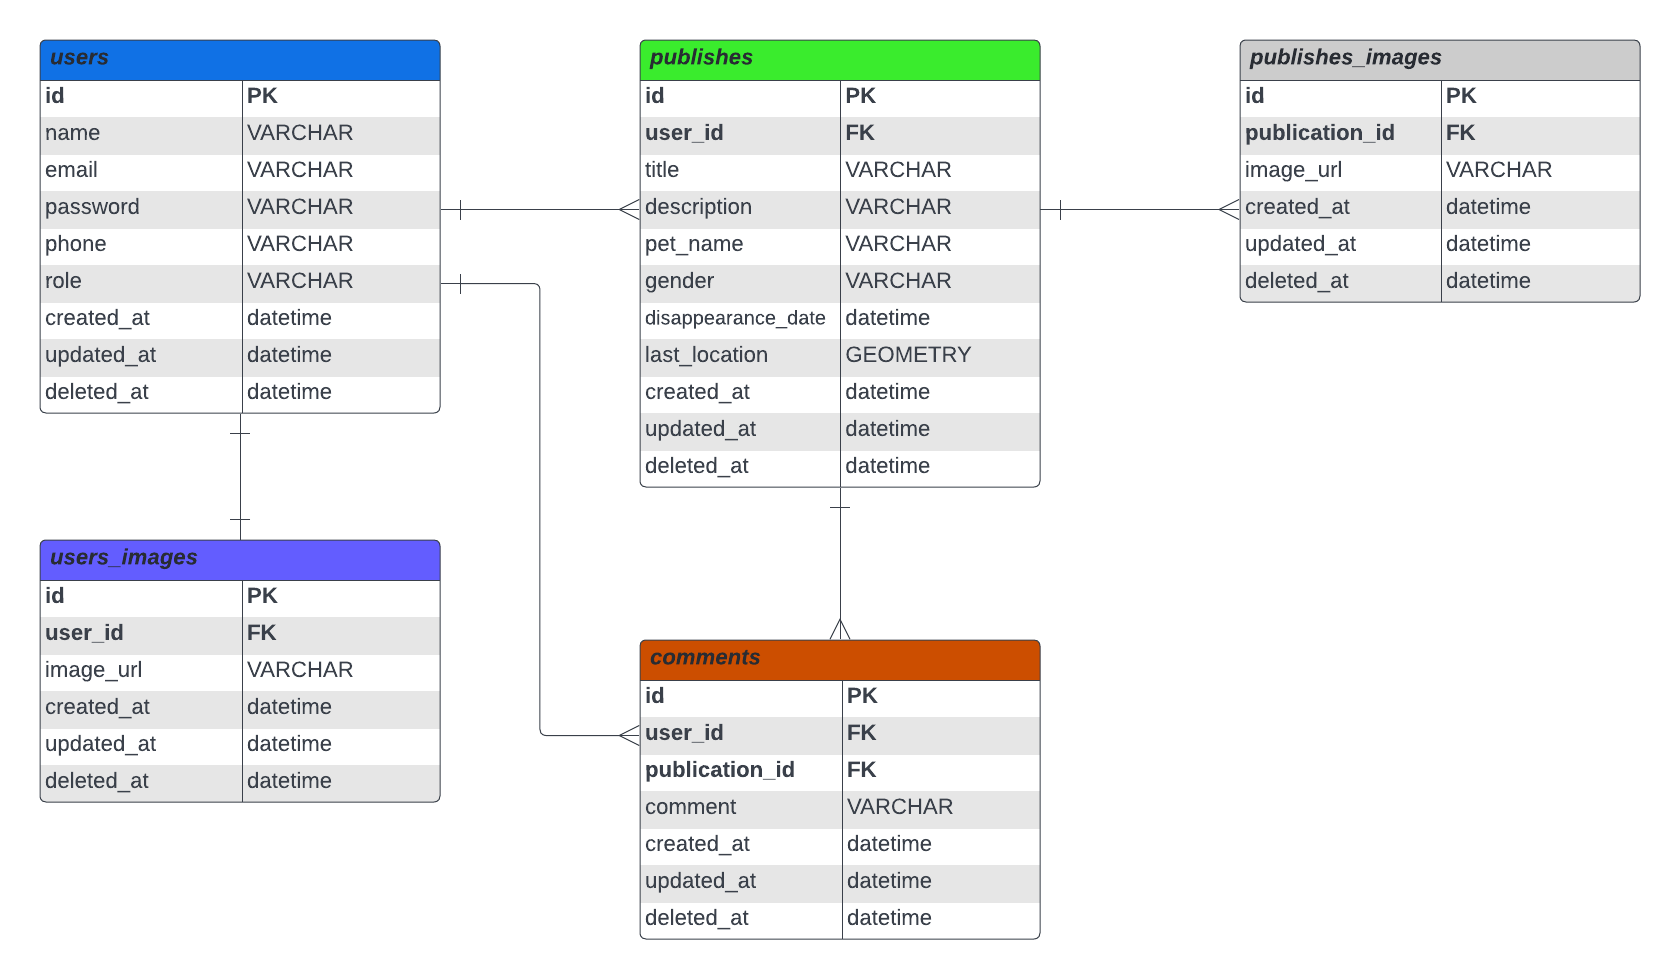 users
id PK
name VARCHAR
email VARCHAR
password VARCHAR
phone VARCHAR
role VARCHAR
created_at datetime
updated_at datetime
deleted_at datetime
publishes
id PK
user_id FK
title VARCHAR
description VARCHAR
pet_name VARCHAR
gender VARCHAR
disappearance_date datetime
last_location GEOMETRY
created_at datetime
updated_at datetime
deleted_at datetime
publishes_images
id PK
publication_id FK
image_url VARCHAR
created_at datetime
updated_at datetime
deleted_at datetime
users_images
id PK
user_id FK
image_url VARCHAR
created_at datetime
updated_at datetime
deleted_at datetime
comments
id PK
user_id FK
publication_id FK
comment VARCHAR
created_at datetime
updated_at datetime
deleted_at datetime